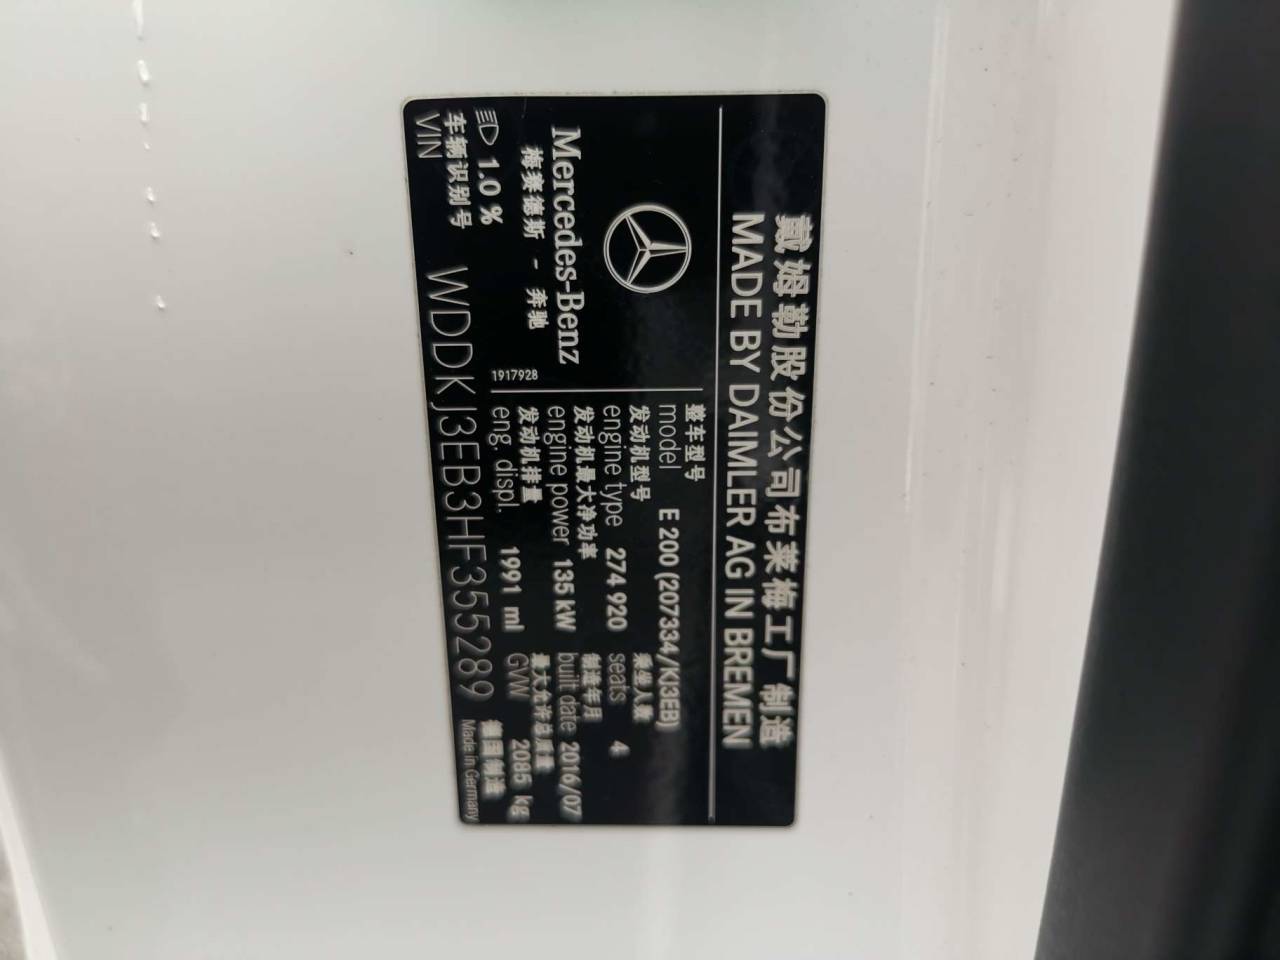 戴姆勒股份公司布莱梅工厂制造
MADE BY DAIMLER AG IN BREMEN
Mercedes-Benz
梅赛德斯 - 奔驰
1917928
整车型号
model E 200 (207334/KJ3EB)
发动机型号 乘坐人数
engine type 274 920 seats 4
发动机最大净功率 制造年月
engine power 135 kW built date 2016/07
发动机排量 最大允许总质量
eng. displ. 1991 ml GVW 2085 kg
1.0 %
车辆识别号 德国制造
VIN WDDKJ3EB3HF355289 Made In Germany